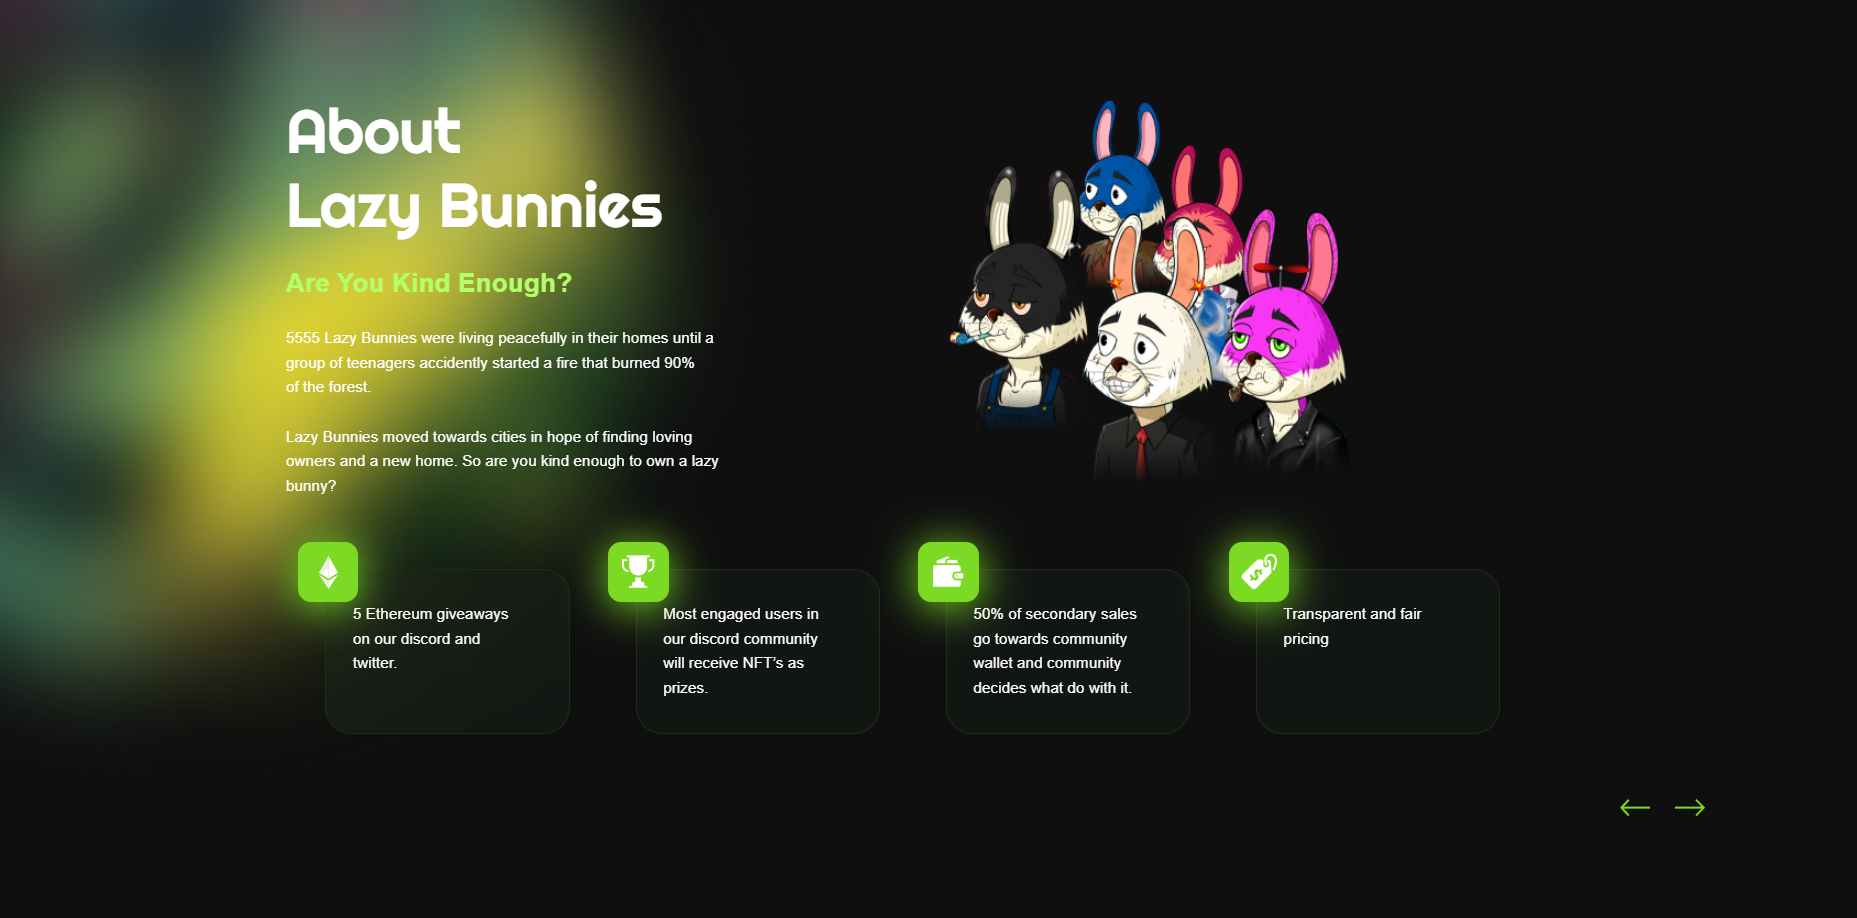 About
Lazy Bunnies
Are You Kind Enough?
5555 Lazy Bunnies were living peacefully in their homes until a
group of teenagers accidently started a fire that burned 90%
of the forest.
Lazy Bunnies moved towards cities in hope of finding loving
owners and a new home. So are you kind enough to own a lazy
bunny?
5 Ethereum giveaways
on our discord and
twitter.
Most engaged users in
our discord community
will receive NFT’s as
prizes.
50% of secondary sales
go towards community
wallet and community
decides what do with it.
Transparent and fair
pricing